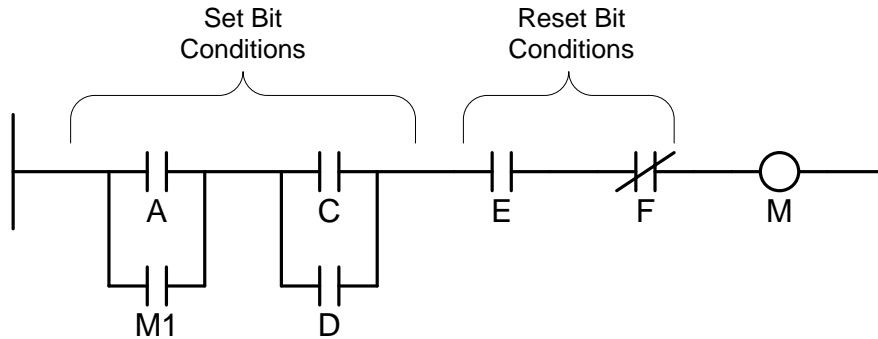 Set Bit
Conditions
Reset Bit
Conditions
A
C
E
F
M
M1
D